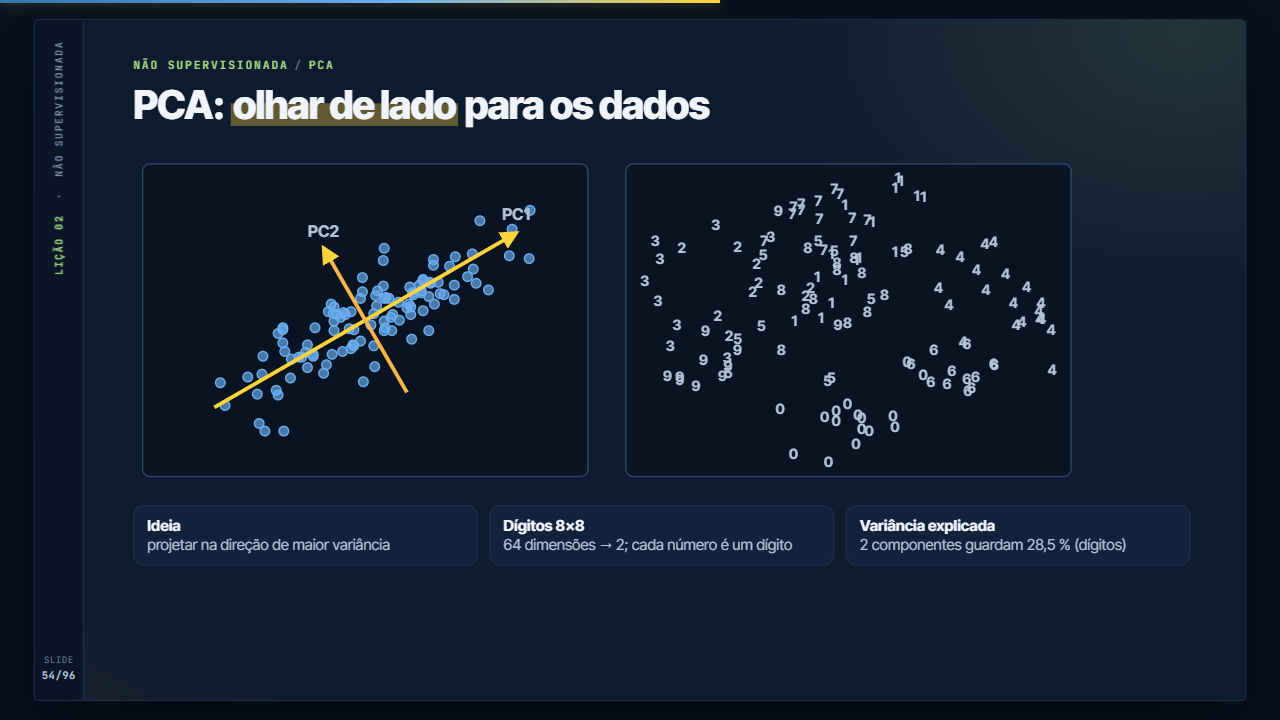 NÃO SUPERVISIONADA / PCA
PCA: olhar de lado para os dados
PC2
PC1
Ideia
projetar na direção de maior variância
Dígitos 8×8
64 dimensões → 2; cada número é um dígito
Variância explicada
2 componentes guardam 28,5 % (dígitos)
LIÇÃO 02 · NÃO SUPERVISIONADA
SLIDE
54/96